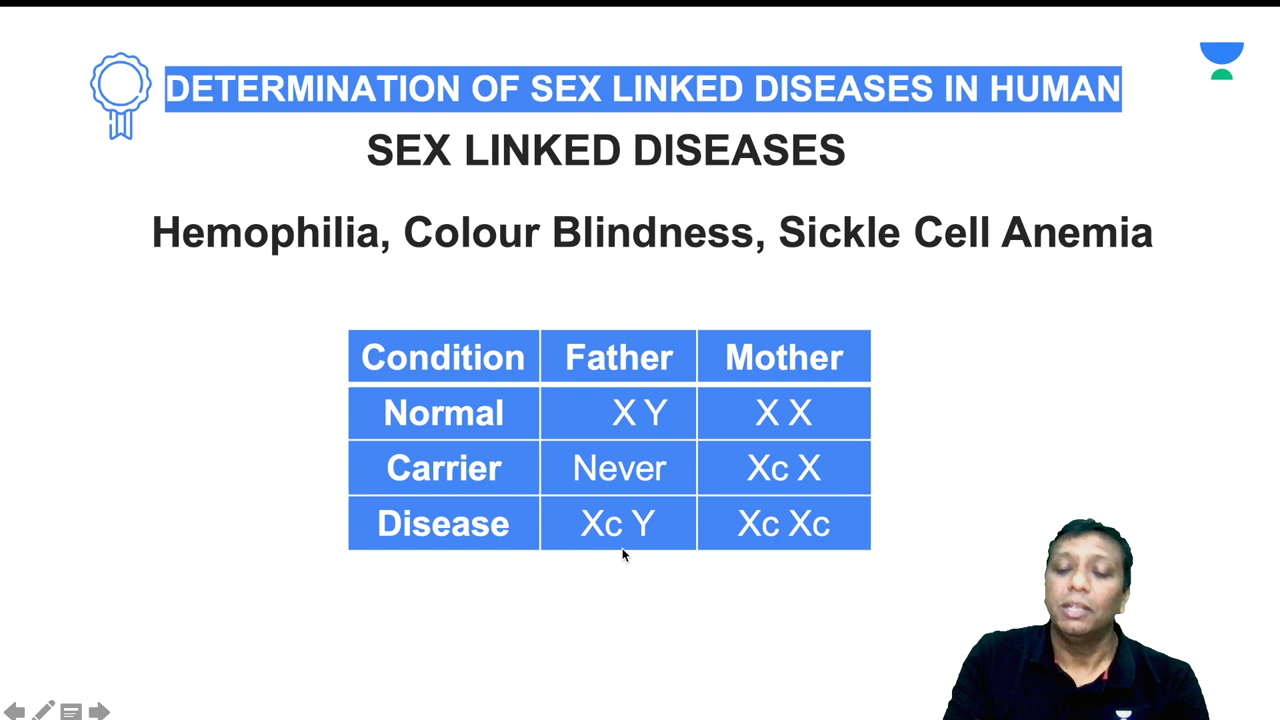 DETERMINATION OF SEX LINKED DISEASES IN HUMAN
SEX LINKED DISEASES
Hemophilia, Colour Blindness, Sickle Cell Anemia
Condition Father Mother
Normal X Y X X
Carrier Never Xc X
Disease Xc Y Xc Xc